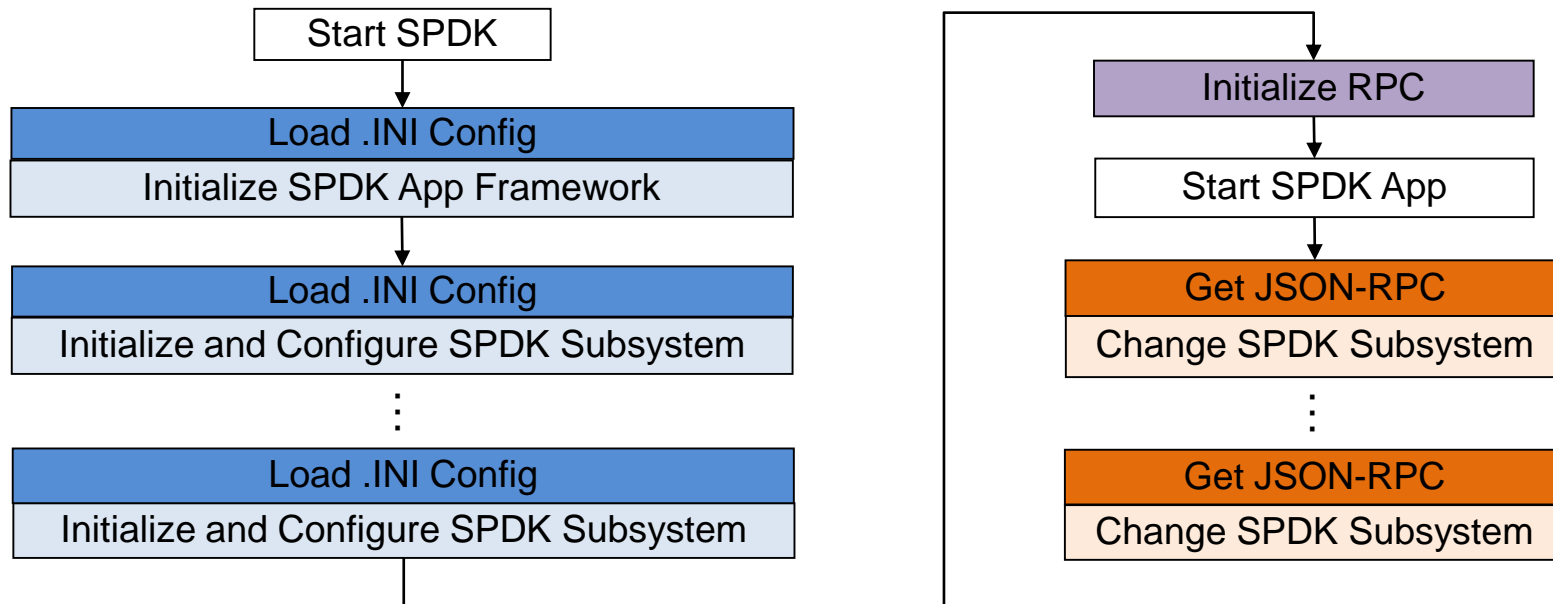 Start SPDK
Load .INI Config
Initialize SPDK App Framework
Load .INI Config
Initialize and Configure SPDK Subsystem
⋮
Load .INI Config
Initialize and Configure SPDK Subsystem
Initialize RPC
Start SPDK App
Get JSON-RPC
Change SPDK Subsystem
⋮
Get JSON-RPC
Change SPDK Subsystem